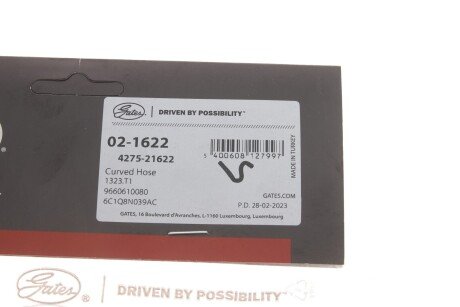 Gates
DRIVEN BY POSSIBILITY™
02-1622
4275-21622
5 400608 127997
Curved Hose
1323.T1
9660610080
6C1Q8N039AC
MADE IN TURKEY
GATES.COM
P.D. 28-02-2023
GATES, 16 Boulevard d'Avranches, L-1160 Luxembourg, Luxembourg
Gates®
DRIVEN BY POSSIBILITY